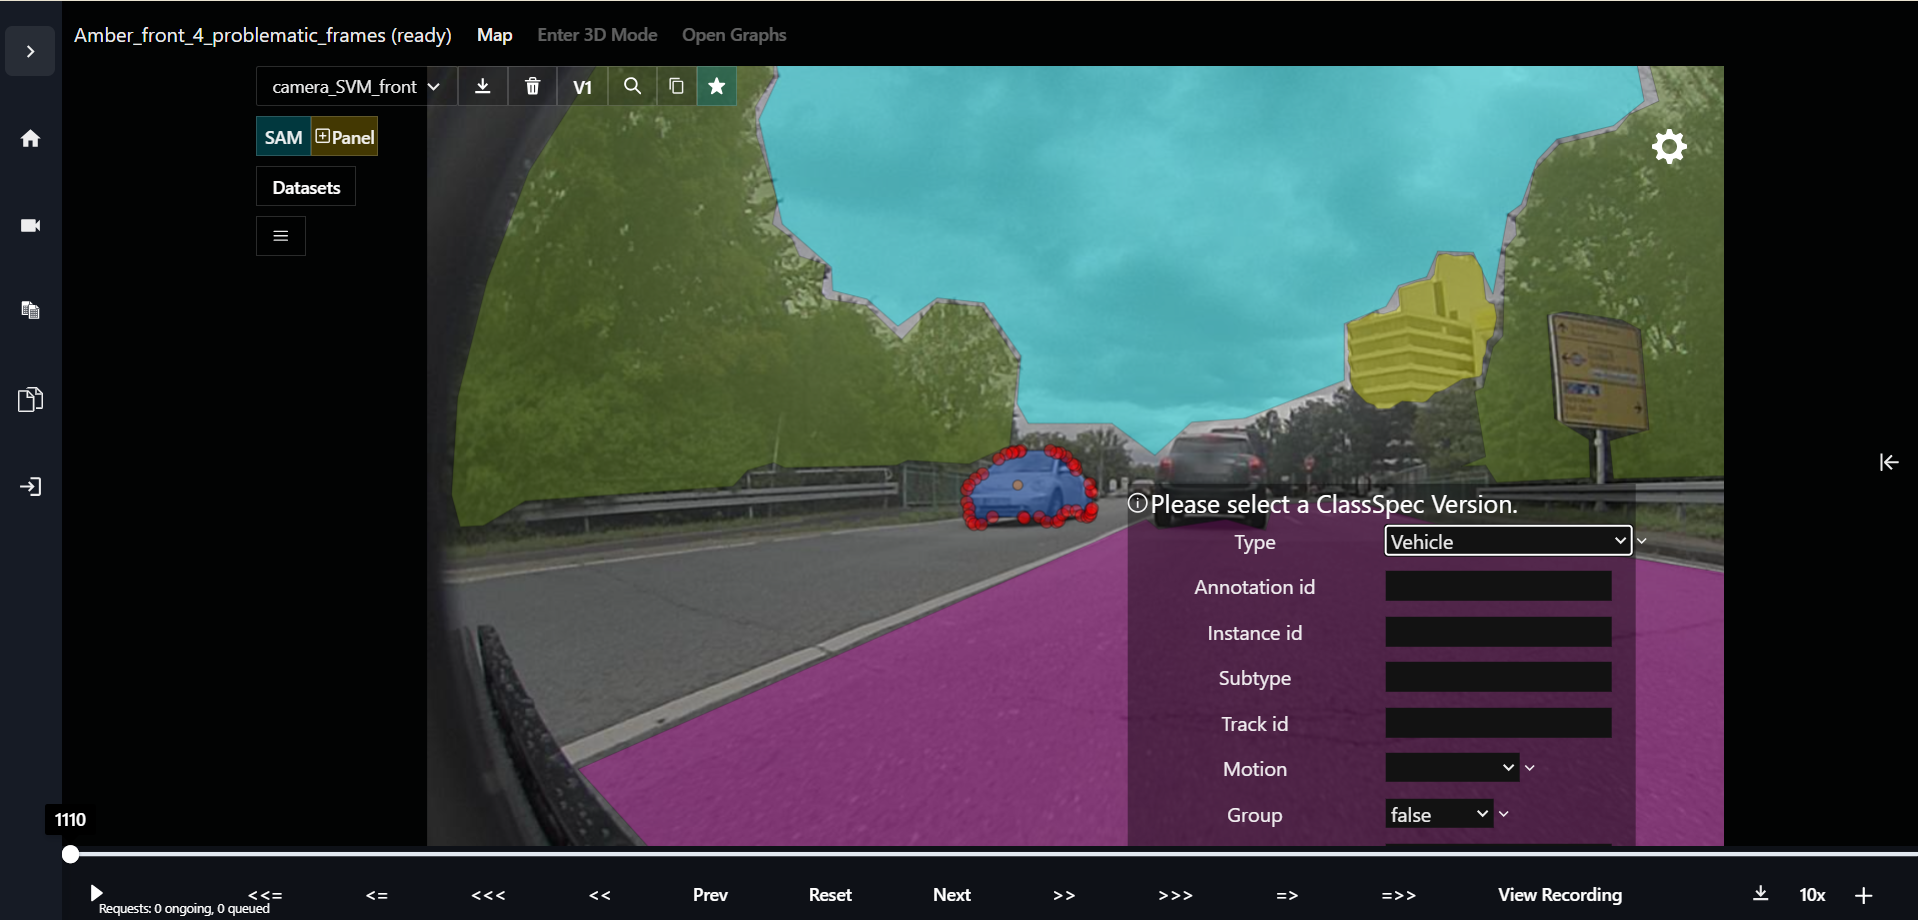 Amber_front_4_problematic_frames (ready) Map Enter 3D Mode Open Graphs
camera_SVM_front V1
SAM Panel
Datasets
Please select a ClassSpec Version.
Type Vehicle
Annotation id
Instance id
Subtype
Track id
Motion
Group false
1110
<<= <= <<< << Prev Reset Next >> >>> => =>> View Recording 10x
Requests: 0 ongoing, 0 queued